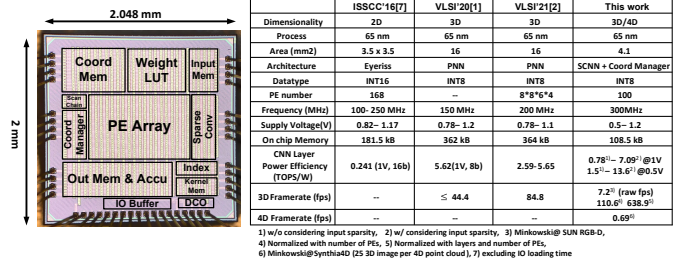 2.048 mm
2 mm
Coord Mem
Weight LUT
Input Mem
Scan Chain
Coord Manager
PE Array
Sparse Conv
Out Mem & Accu
Index
Kernel Mem
IO Buffer
DCO
ISSCC'16[7] VLSI'20[1] VLSI'21[2] This work
Dimensionality 2D 3D 3D 3D/4D
Process 65 nm 65 nm 65 nm 65 nm
Area (mm2) 3.5 x 3.5 16 16 4.1
Architecture Eyeriss PNN PNN SCNN + Coord Manager
Datatype INT16 INT8 INT8 INT8
PE number 168 -- 8*8*6*4 100
Frequency (MHz) 100- 250 MHz 150 MHz 200 MHz 300MHz
Supply Voltage(V) 0.82– 1.17 0.78– 1.2 0.78– 1.1 0.5– 1.2
On chip Memory 181.5 kB 362 kB 364 kB 108.5 kB
CNN Layer Power Efficiency (TOPS/W) 0.241 (1V, 16b) 5.62(1V, 8b) 2.59-5.65 0.78¹⁾– 7.09²⁾ @1V
1.5¹⁾– 13.6²⁾ @0.5V
3D Framerate (fps) -- ≤ 44.4 84.8 7.2³⁾ (raw fps)
110.6⁴⁾ 638.9⁵⁾
4D Framerate (fps) -- -- -- 0.69⁶⁾
1) w/o considering input sparsity, 2) w/ considering input sparsity, 3) Minkowski@ SUN RGB-D,
4) Normalized with number of PEs, 5) Normalized with layers and number of PEs,
6) Minkowski@Synthia4D (25 3D image per 4D point cloud), 7) excluding IO loading time